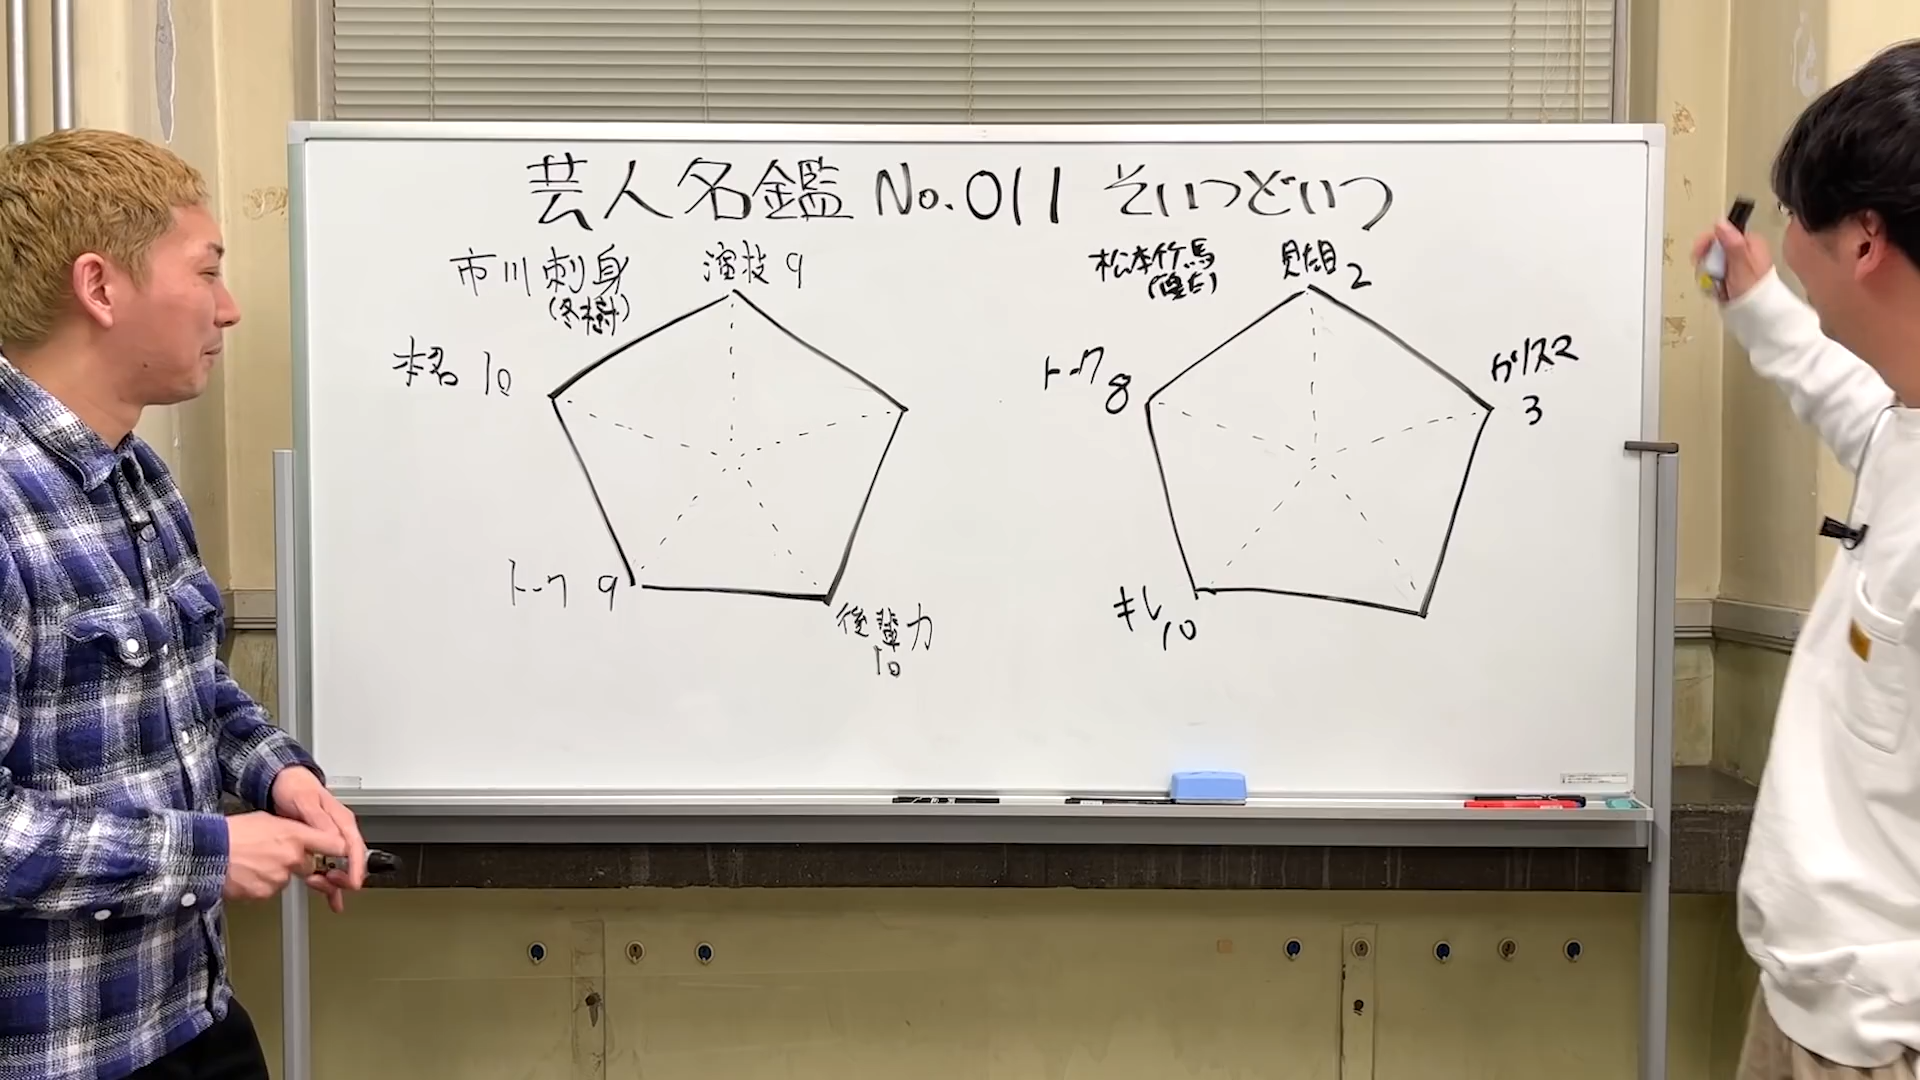 芸人名鑑 No.011 そいつどいつ
市川刺身
(冬樹)
演技 9
本名 10
トーク 9
後輩力
10
松本竹馬
見た目 2
トーク
8
カリスマ
3
キレ
10